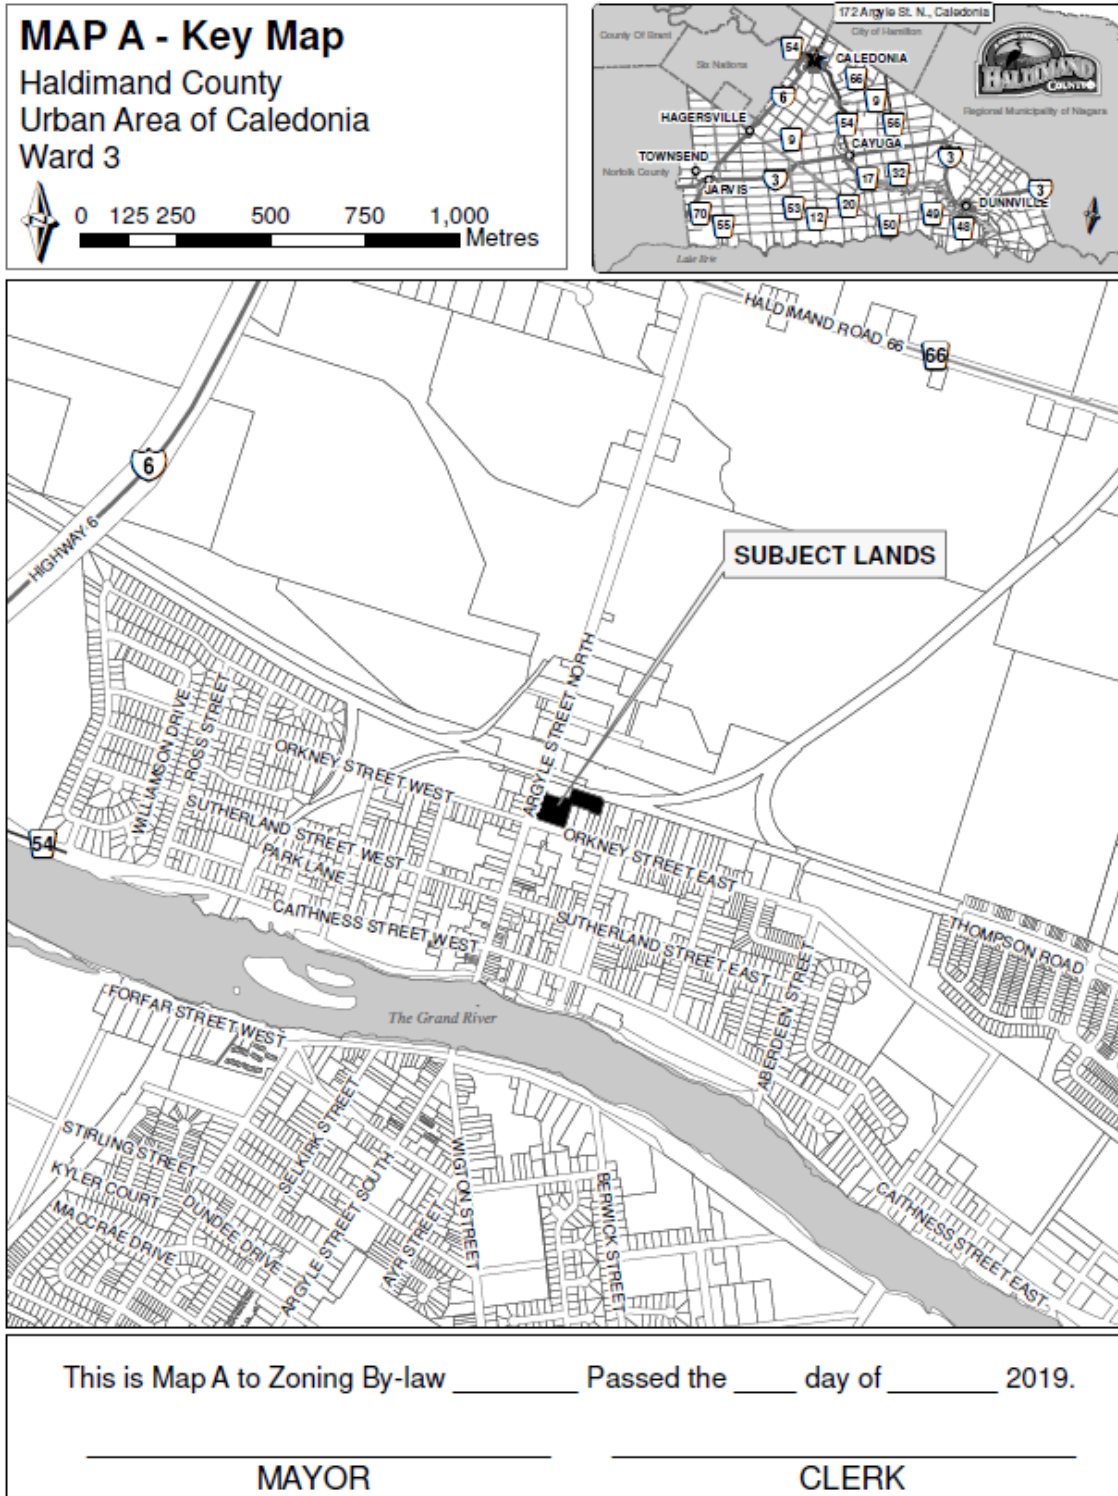 MAP A - Key Map
Haldimand County
Urban Area of Caledonia
Ward 3
0 125 250 500 750 1,000
Metres
172 Argyle St. N., Caledonia
County Of Brant
City of Hamilton
54
CALEDONIA
Six Nations
66
HALDIMAND
COUNTY
6
9
Regional Municipality of Niagara
HAGERSVILLE
54
56
9
CAYUGA
TOWNSEND
3
Norfolk County
3
17
32
JARVIS
3
DUNNVILLE
70
55
53
12
20
50
49
48
Lake Erie
HALDIMAND ROAD 66
66
6
HIGHWAY 6
SUBJECT LANDS
ARGYLE STREET NORTH
WILLIAMSON DRIVE
ROSS STREET
ORKNEY STREET WEST
SUTHERLAND STREET WEST
54
PARK LANE
ORKNEY STREET EAST
CAITHNESS STREET WEST
SUTHERLAND STREET EAST
THOMPSON ROAD
ABERDEEN STREET
The Grand River
FORFAR STREET WEST
STIRLING STREET
SELKIRK STREET
KYLER COURT
DUNDEE DRIVE
MACCRAE DRIVE
ARGYLE STREET SOUTH
AYR STREET
WIGTON STREET
BERWICK STREET
CAITHNESS STREET EAST
This is Map A to Zoning By-law ________ Passed the ____ day of _______ 2019.
MAYOR CLERK